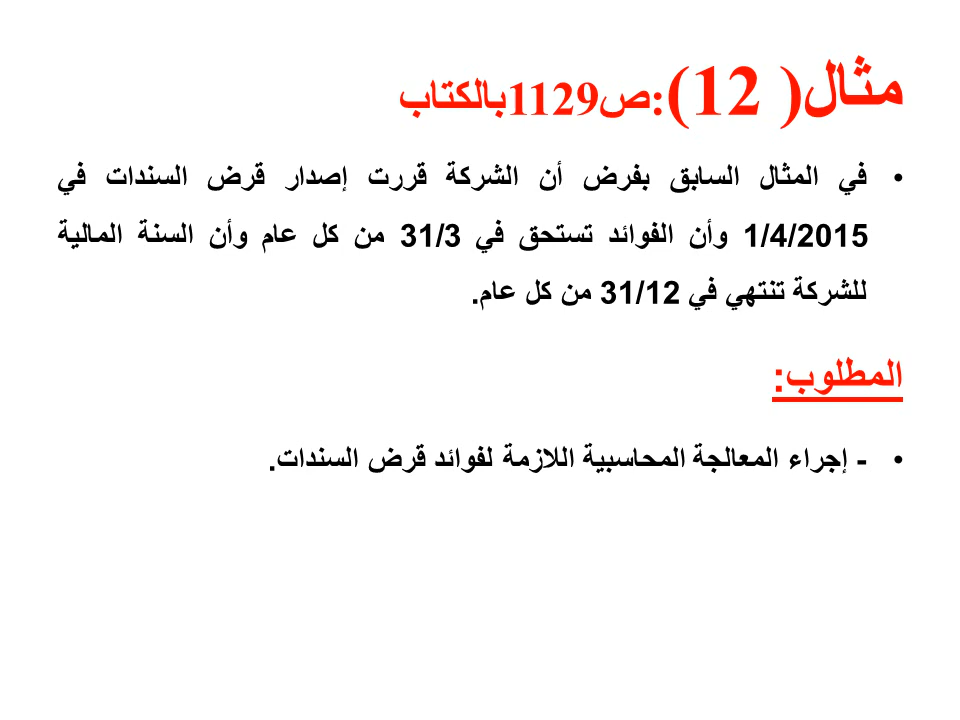 مثال( 12):ص1129بالكتاب
• في المثال السابق بفرض أن الشركة قررت إصدار قرض السندات في
1/4/2015 وأن الفوائد تستحق في 31/3 من كل عام وأن السنة المالية
للشركة تنتهي في 31/12 من كل عام.
المطلوب:
• - إجراء المعالجة المحاسبية اللازمة لفوائد قرض السندات.